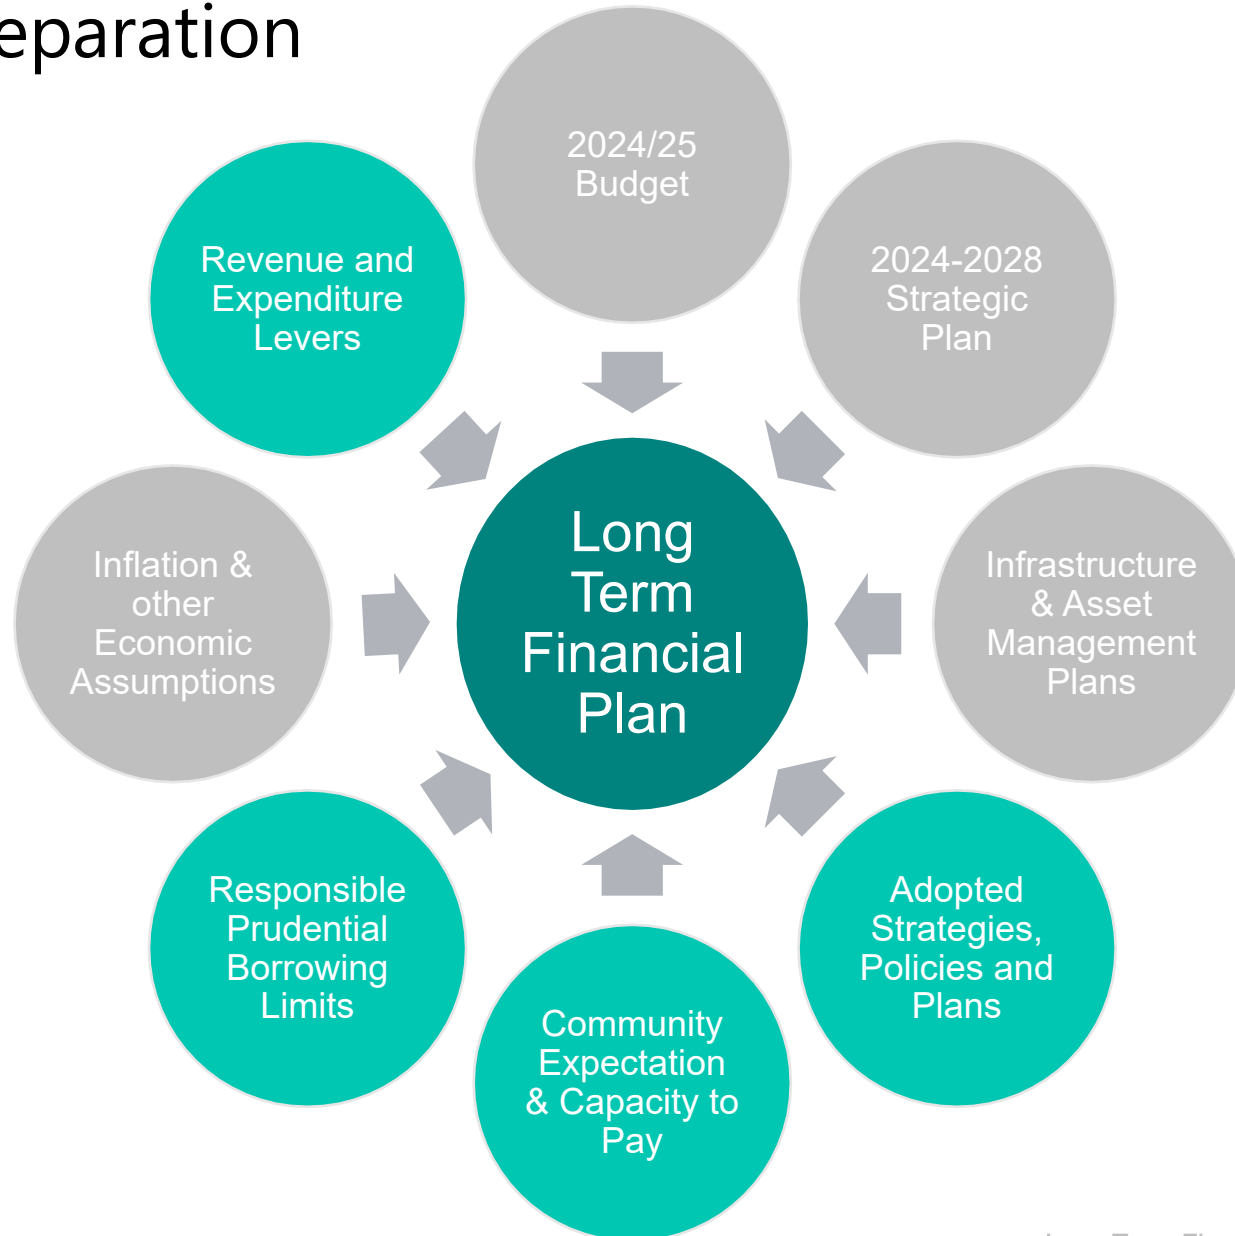 eparation
2024/25
Budget
2024-2028
Strategic
Plan
Infrastructure
& Asset
Management
Plans
Adopted
Strategies,
Policies and
Plans
Community
Expectation
& Capacity to
Pay
Responsible
Prudential
Borrowing
Limits
Inflation &
other
Economic
Assumptions
Revenue and
Expenditure
Levers
Long
Term
Financial
Plan